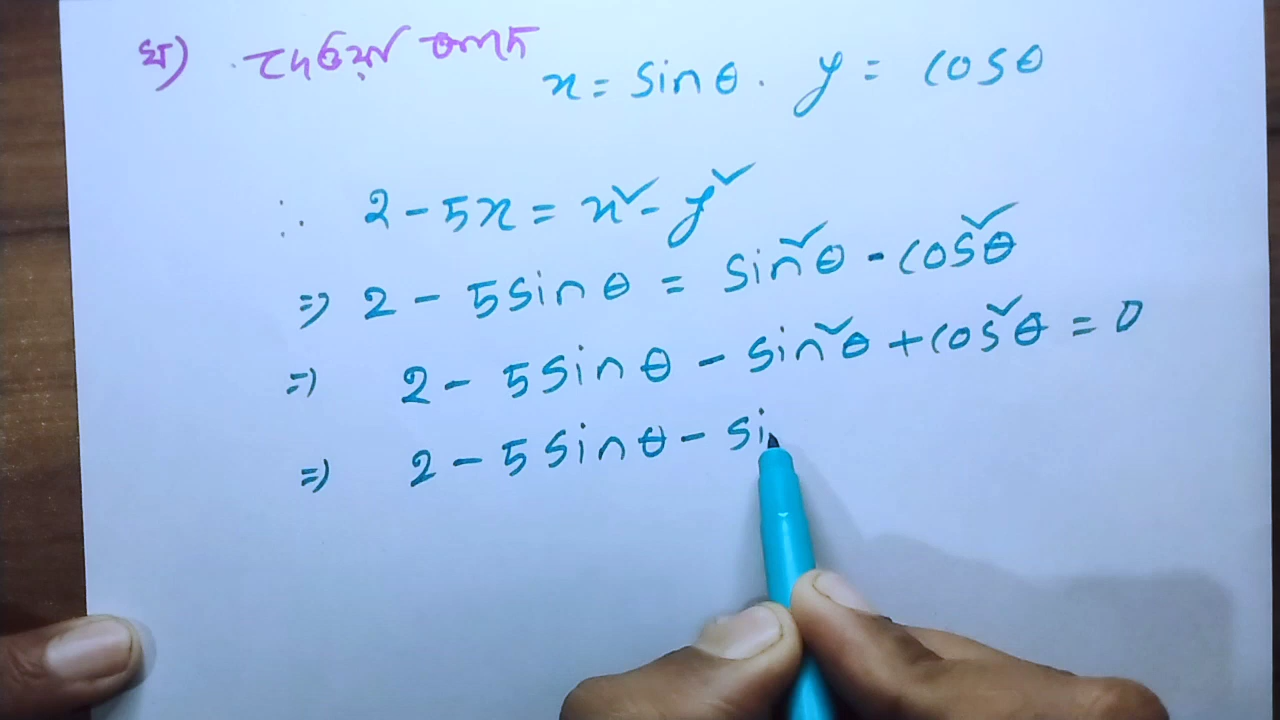 ঘ) দেওয়া আছে x = sinθ. y = cosθ
∴ 2 - 5x = x² - y²
⇒ 2 - 5sinθ = sin²θ - cos²θ
⇒ 2 - 5sinθ - sin²θ + cos²θ = 0
⇒ 2 - 5sinθ - si